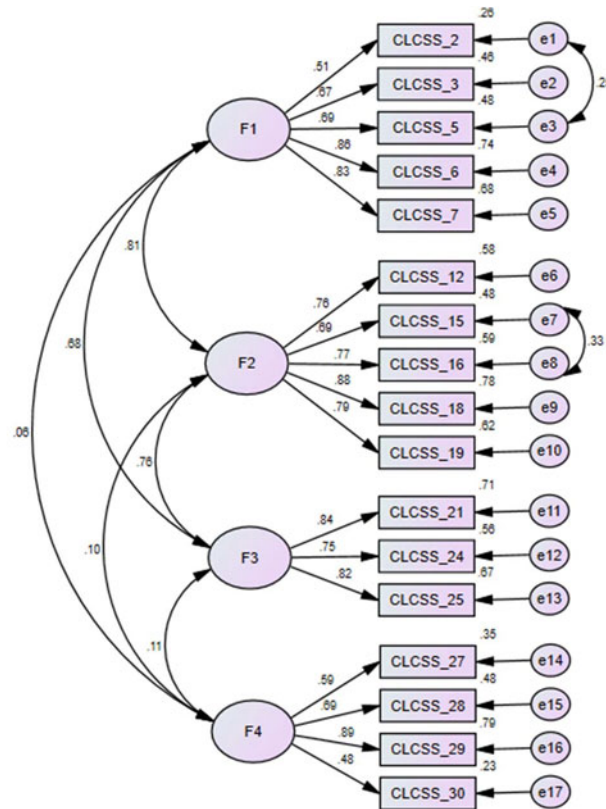 .26
CLCSS_2 e1
.51 .46
.67 CLCSS_3 e2 .2
.48
F1 .69 CLCSS_5 e3
.86 .74
CLCSS_6 e4
.83 .68
CLCSS_7 e5
.81
.58
CLCSS_12 e6
.76 .48
.68 .69 CLCSS_15 e7
.59 .33
F2 .77 CLCSS_16 e8
.88 .78
CLCSS_18 e9
.79 .62
.06 CLCSS_19 e10
.76
.71
.84 CLCSS_21 e11
.10 .56
F3 .75 CLCSS_24 e12
.67
.82 CLCSS_25 e13
.11
.35
CLCSS_27 e14
.59 .48
.69 CLCSS_28 e15
F4 .79
.89 CLCSS_29 e16
.48 .23
CLCSS_30 e17